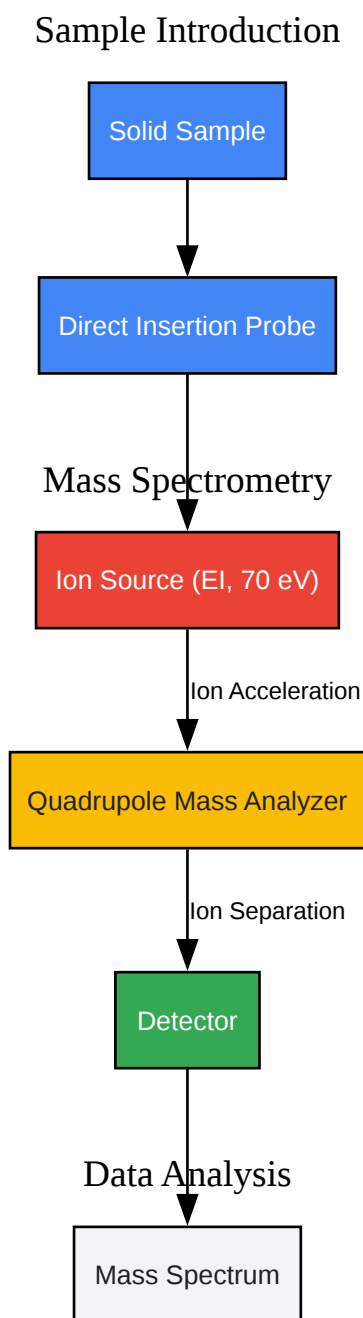 Sample Introduction
Solid Sample
Direct Insertion Probe
Mass Spectrometry
Ion Source (EI, 70 eV)
Ion Acceleration
Quadrupole Mass Analyzer
Ion Separation
Detector
Data Analysis
Mass Spectrum